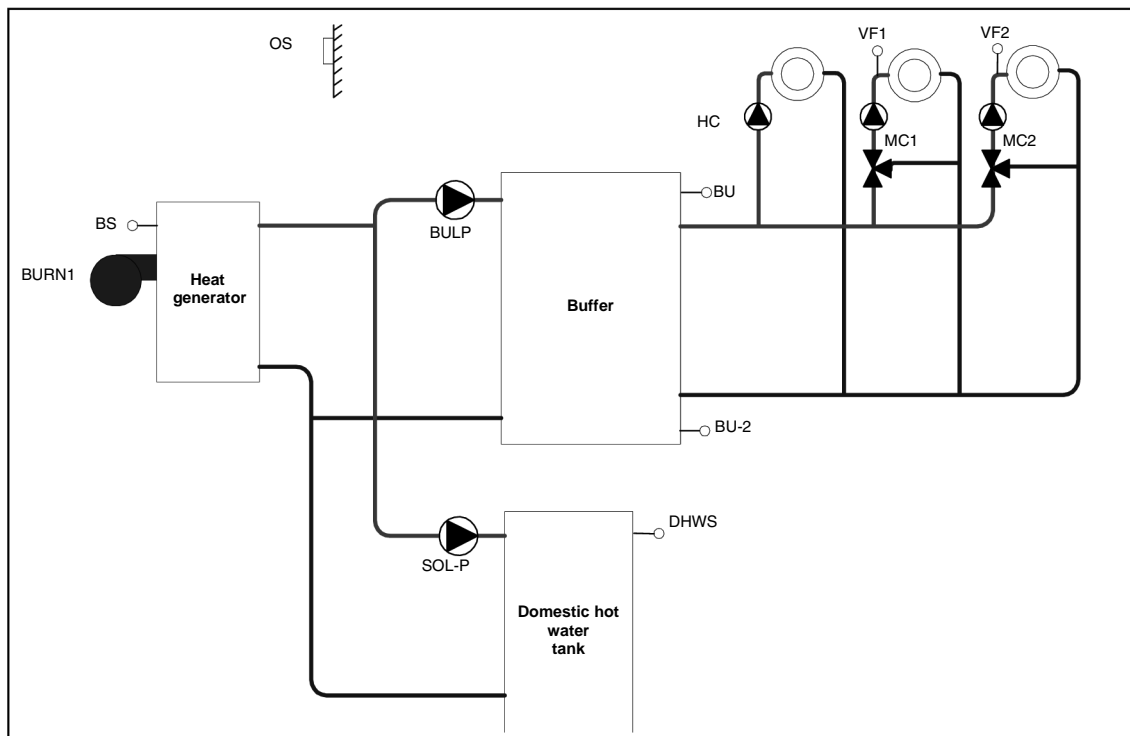 OS
VF1
VF2
HC
MC1
MC2
BS
BURN1
Heat
generator
BULP
Buffer
BU
BU-2
SOL-P
DHWS
Domestic hot
water
tank